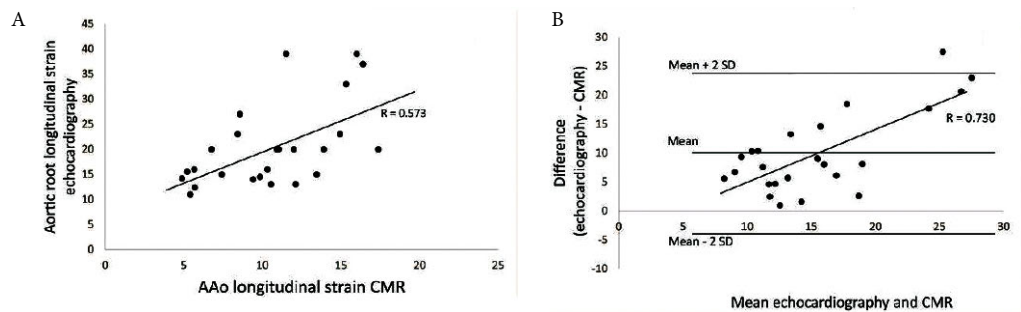 A
B
Aortic root longitudinal strain
echocardiography
45
40
35
30
25
20
15
10
5
0
R = 0.573
0
5
10
15
20
25
AAo longitudinal strain CMR
Difference
(echocardiography - CMR)
30
25
20
15
10
5
0
-5
-10
Mean + 2 SD
Mean
Mean - 2 SD
R = 0.730
0
5
10
15
20
25
30
Mean echocardiography and CMR